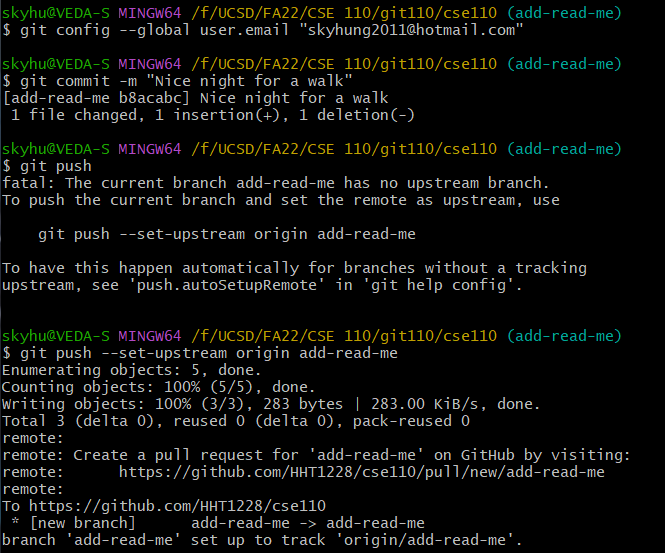 skyhu@VEDA-S MINGW64 /f/UCSD/FA22/CSE 110/git110/cse110 (add-read-me)
$ git config --global user.email "skyhung2011@hotmail.com"
skyhu@VEDA-S MINGW64 /f/UCSD/FA22/CSE 110/git110/cse110 (add-read-me)
$ git commit -m "Nice night for a walk"
[add-read-me b8acabc] Nice night for a walk
1 file changed, 1 insertion(+), 1 deletion(-)
skyhu@VEDA-S MINGW64 /f/UCSD/FA22/CSE 110/git110/cse110 (add-read-me)
$ git push
fatal: The current branch add-read-me has no upstream branch.
To push the current branch and set the remote as upstream, use
git push --set-upstream origin add-read-me
To have this happen automatically for branches without a tracking
upstream, see 'push.autoSetupRemote' in 'git help config'.
skyhu@VEDA-S MINGW64 /f/UCSD/FA22/CSE 110/git110/cse110 (add-read-me)
$ git push --set-upstream origin add-read-me
Enumerating objects: 5, done.
Counting objects: 100% (5/5), done.
Writing objects: 100% (3/3), 283 bytes | 283.00 KiB/s, done.
Total 3 (delta 0), reused 0 (delta 0), pack-reused 0
remote:
remote: Create a pull request for 'add-read-me' on GitHub by visiting:
remote:      https://github.com/HHT1228/cse110/pull/new/add-read-me
remote:
To https://github.com/HHT1228/cse110
* [new branch]      add-read-me -> add-read-me
branch 'add-read-me' set up to track 'origin/add-read-me'.